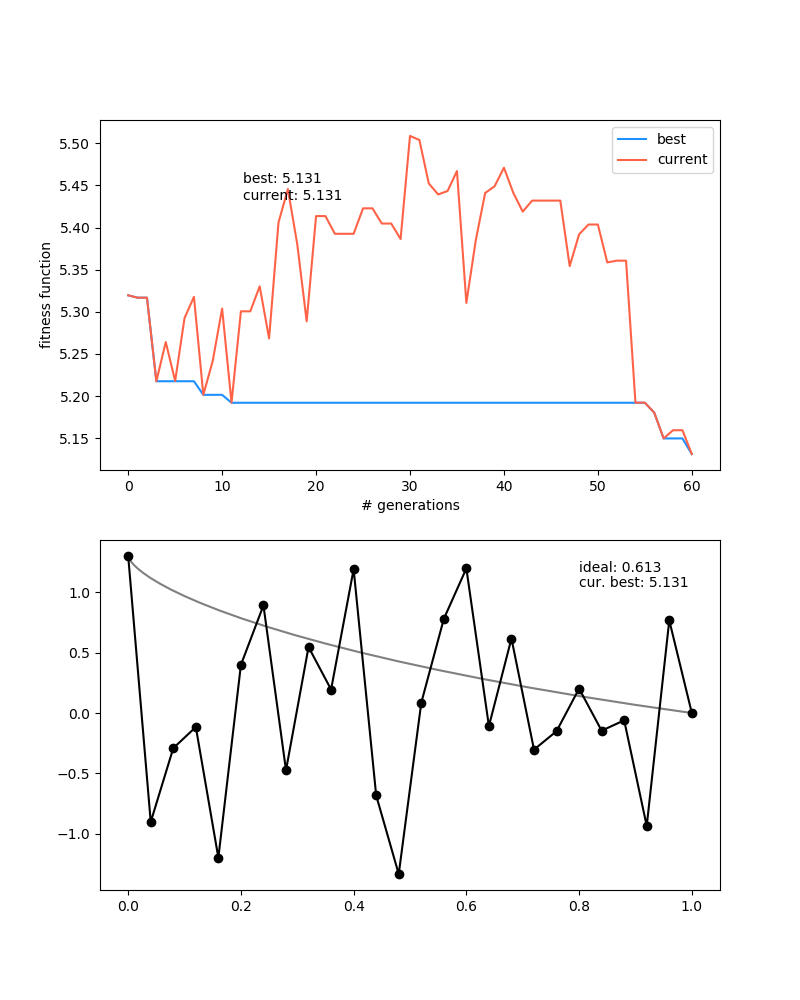 5.50
5.45
5.40
5.35
5.30
5.25
5.20
5.15
fitness function
best: 5.131
current: 5.131
best
current
0 10 20 30 40 50 60
# generations
1.0
0.5
0.0
−0.5
−1.0
ideal: 0.613
cur. best: 5.131
0.0 0.2 0.4 0.6 0.8 1.0